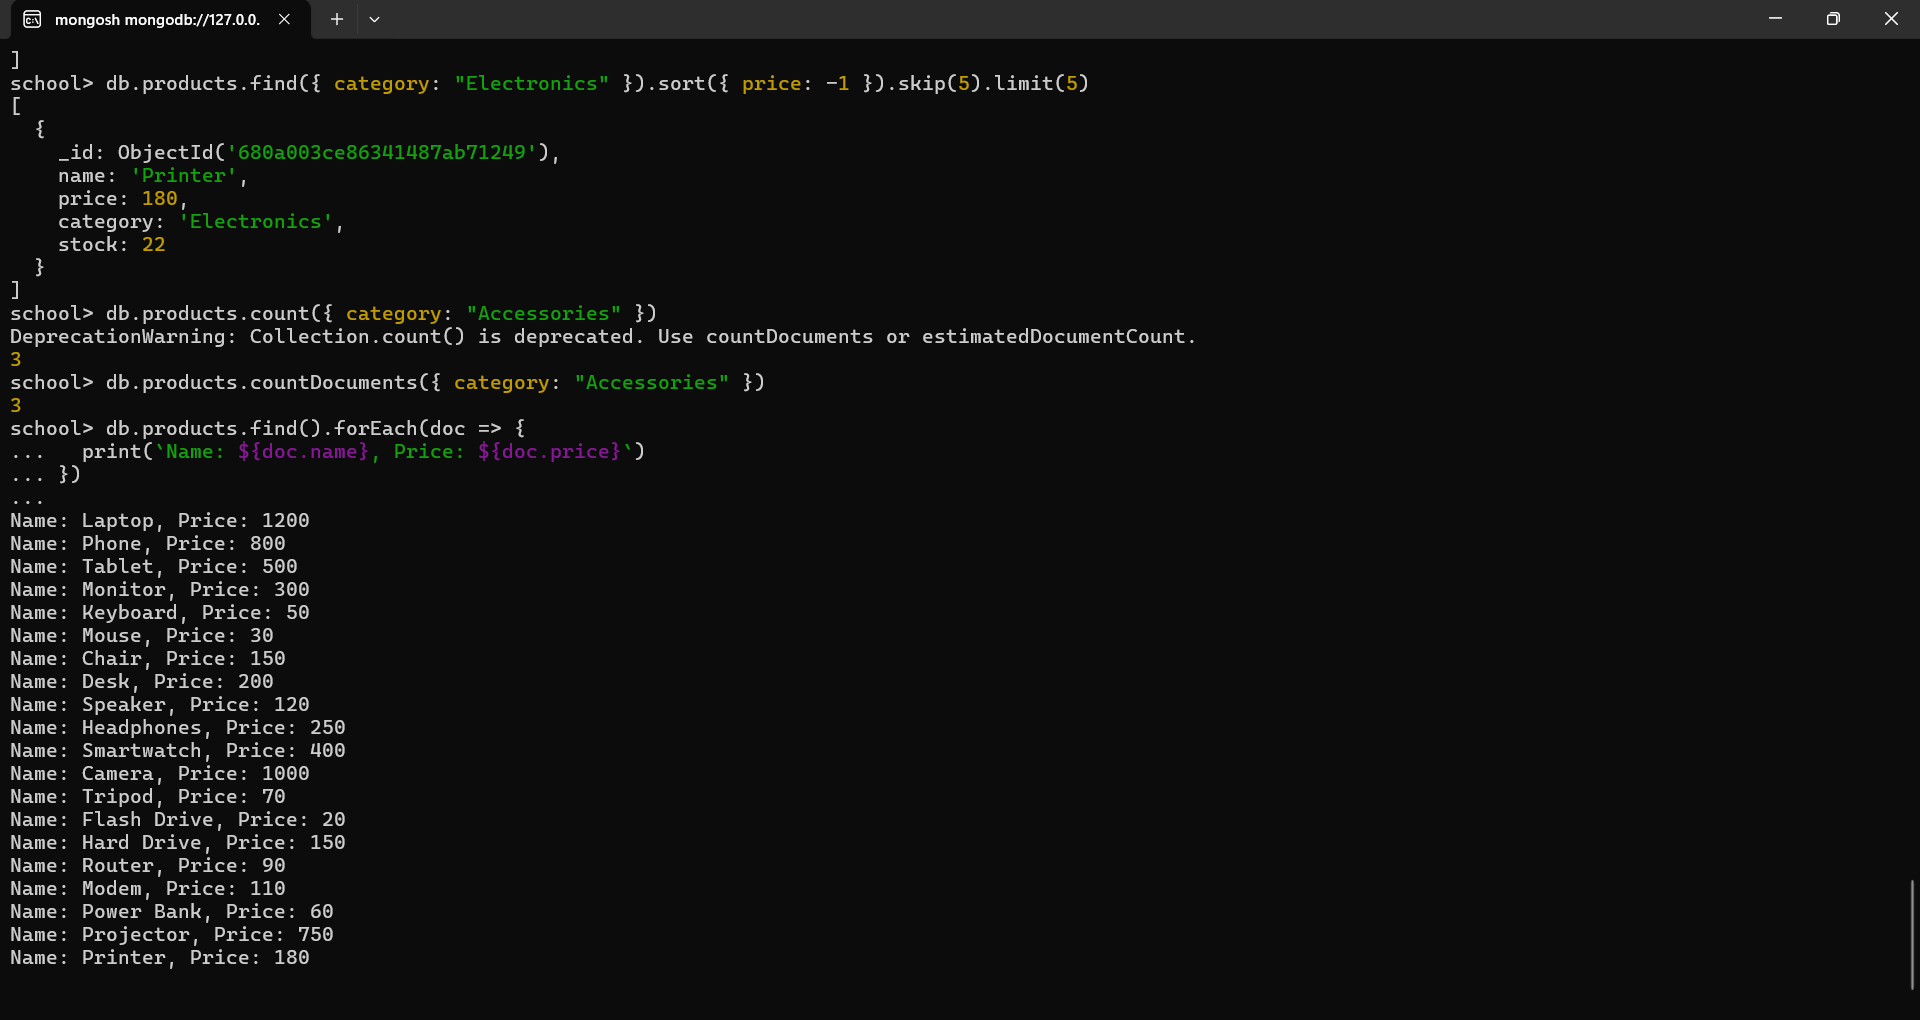 mongosh mongodb://127.0.0.
]
school> db.products.find({ category: "Electronics" }).sort({ price: -1 }).skip(5).limit(5)
[
  {
    _id: ObjectId('680a003ce86341487ab71249'),
    name: 'Printer',
    price: 180,
    category: 'Electronics',
    stock: 22
  }
]
school> db.products.count({ category: "Accessories" })
DeprecationWarning: Collection.count() is deprecated. Use countDocuments or estimatedDocumentCount.
3
school> db.products.countDocuments({ category: "Accessories" })
3
school> db.products.find().forEach(doc => {
...   print(`Name: ${doc.name}, Price: ${doc.price}`)
... })
...
Name: Laptop, Price: 1200
Name: Phone, Price: 800
Name: Tablet, Price: 500
Name: Monitor, Price: 300
Name: Keyboard, Price: 50
Name: Mouse, Price: 30
Name: Chair, Price: 150
Name: Desk, Price: 200
Name: Speaker, Price: 120
Name: Headphones, Price: 250
Name: Smartwatch, Price: 400
Name: Camera, Price: 1000
Name: Tripod, Price: 70
Name: Flash Drive, Price: 20
Name: Hard Drive, Price: 150
Name: Router, Price: 90
Name: Modem, Price: 110
Name: Power Bank, Price: 60
Name: Projector, Price: 750
Name: Printer, Price: 180